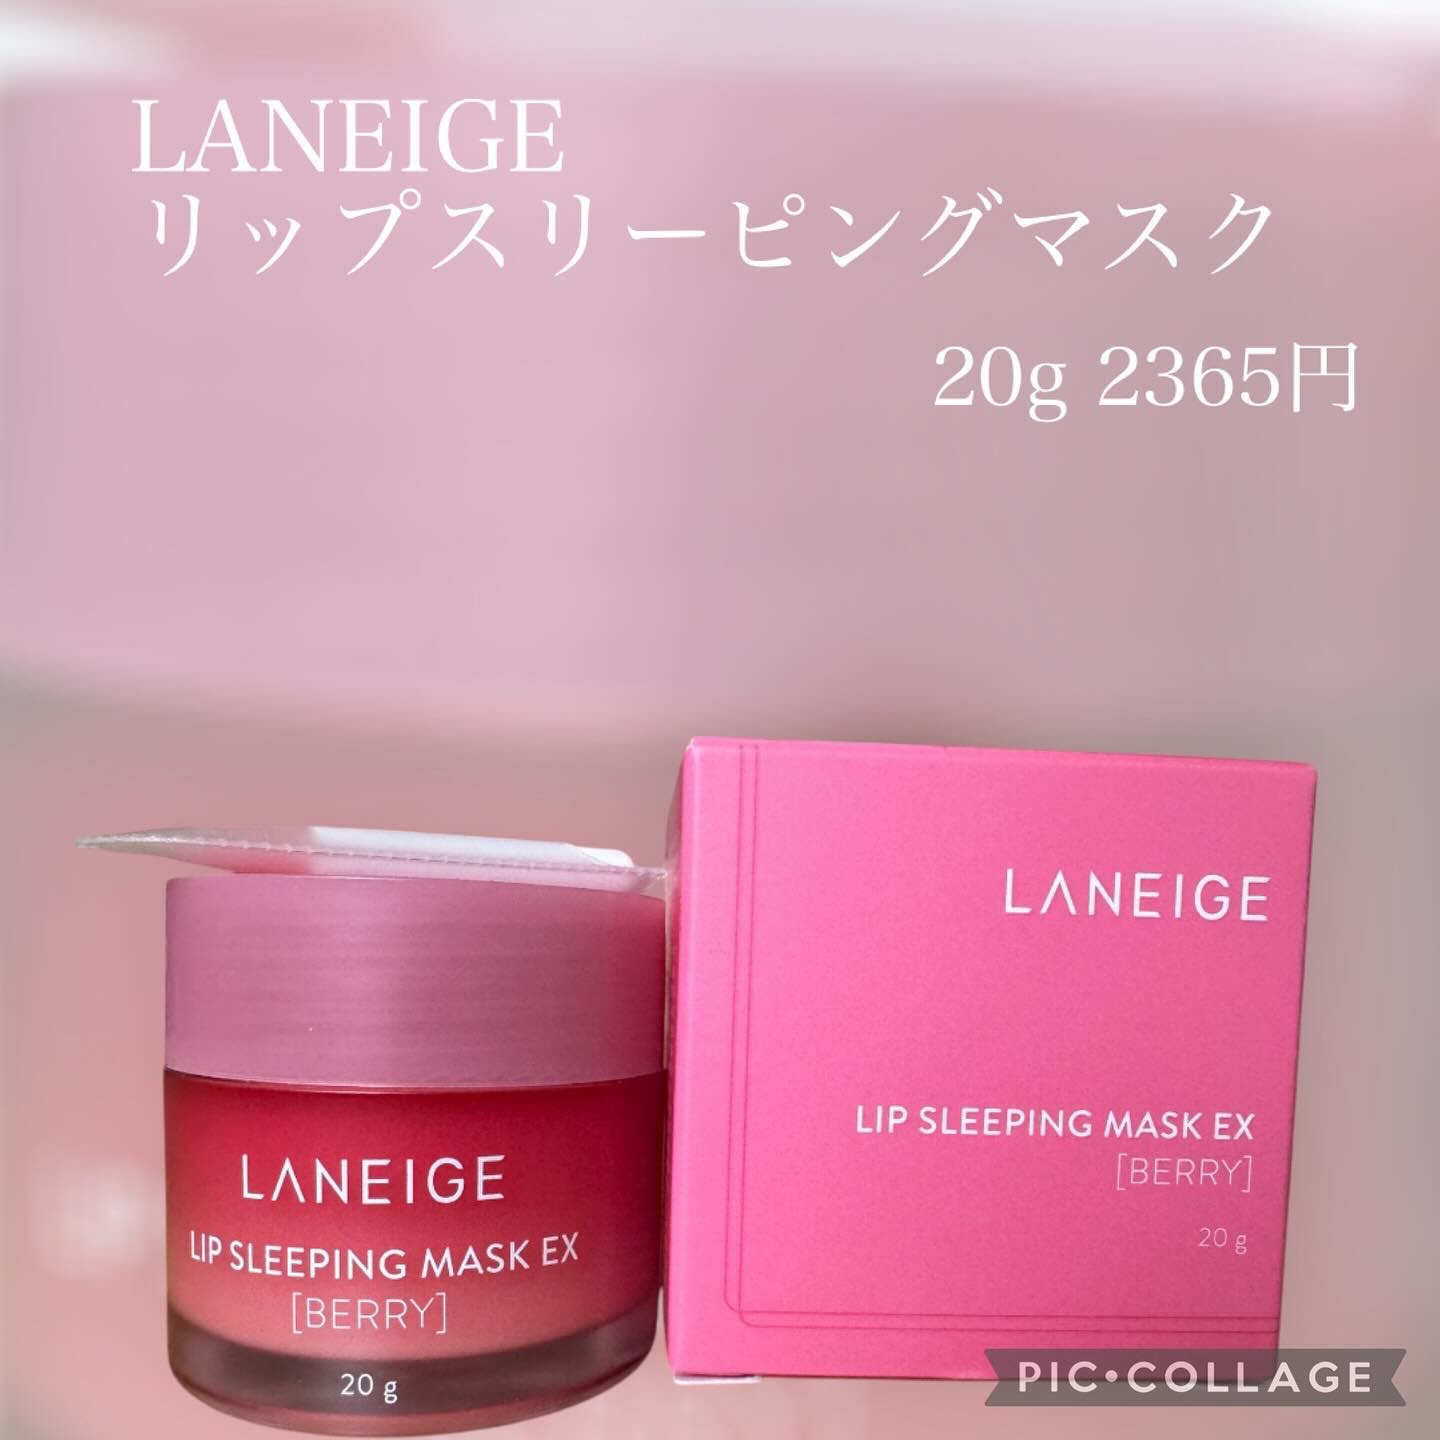 LANEIGE
リップスリーピングマスク
20g 2365円
LANEIGE
LIP SLEEPING MASK EX
[BERRY]
20 g
LANEIGE
LIP SLEEPING MASK EX
[BERRY]
20 g
PIC•COLLAGE